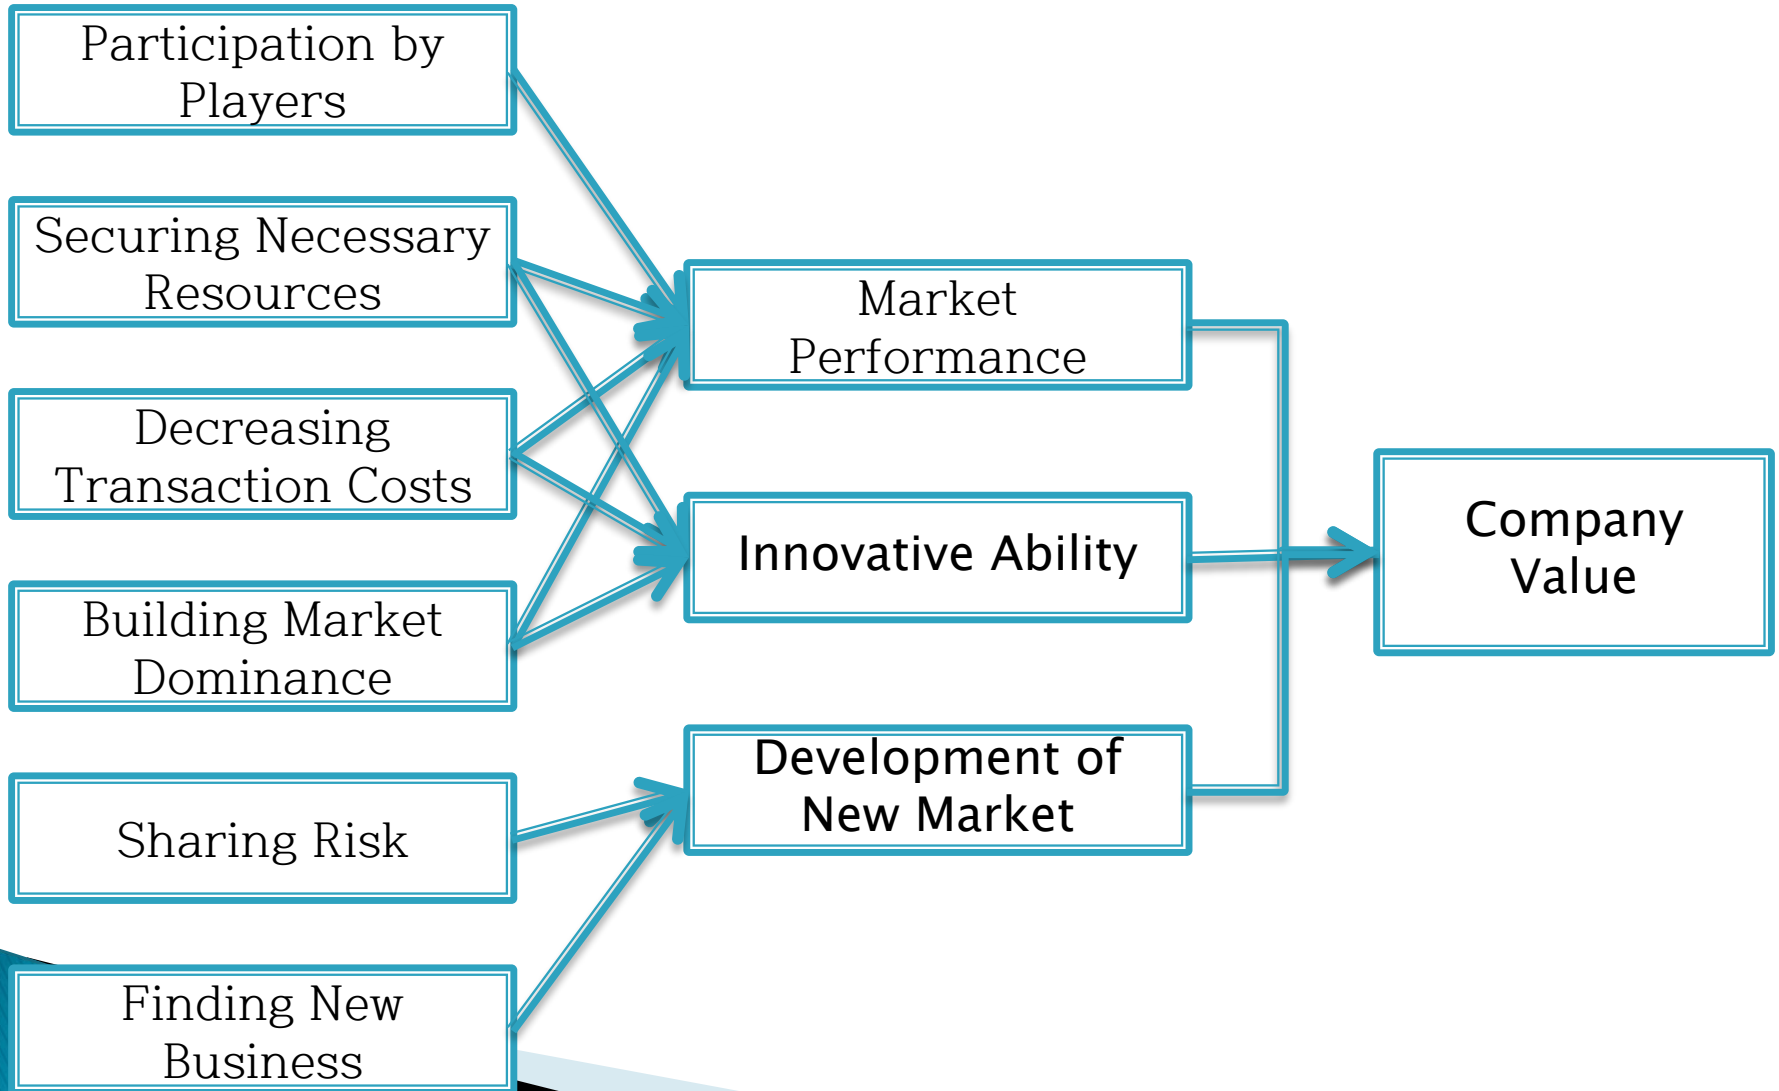 Participation by
Players
Securing Necessary
Resources
Decreasing
Transaction Costs
Building Market
Dominance
Sharing Risk
Finding New
Business
Market
Performance
Innovative Ability
Development of
New Market
Company
Value